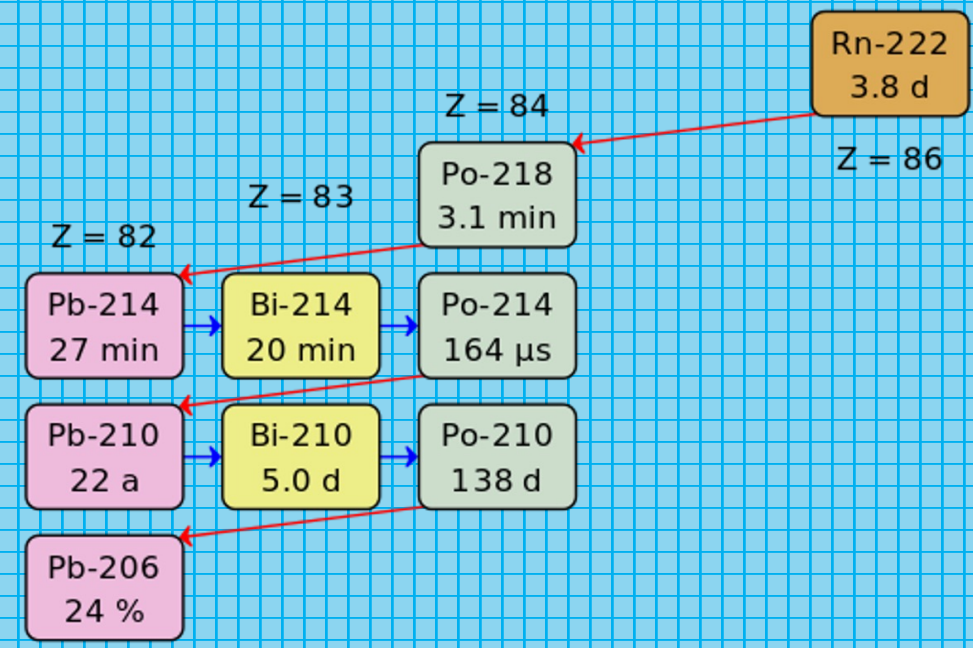 Rn-222
3.8 d
Z = 84
Z = 86
Po-218
3.1 min
Z = 83
Z = 82
Pb-214
27 min
Bi-214
20 min
Po-214
164 µs
Pb-210
22 a
Bi-210
5.0 d
Po-210
138 d
Pb-206
24 %